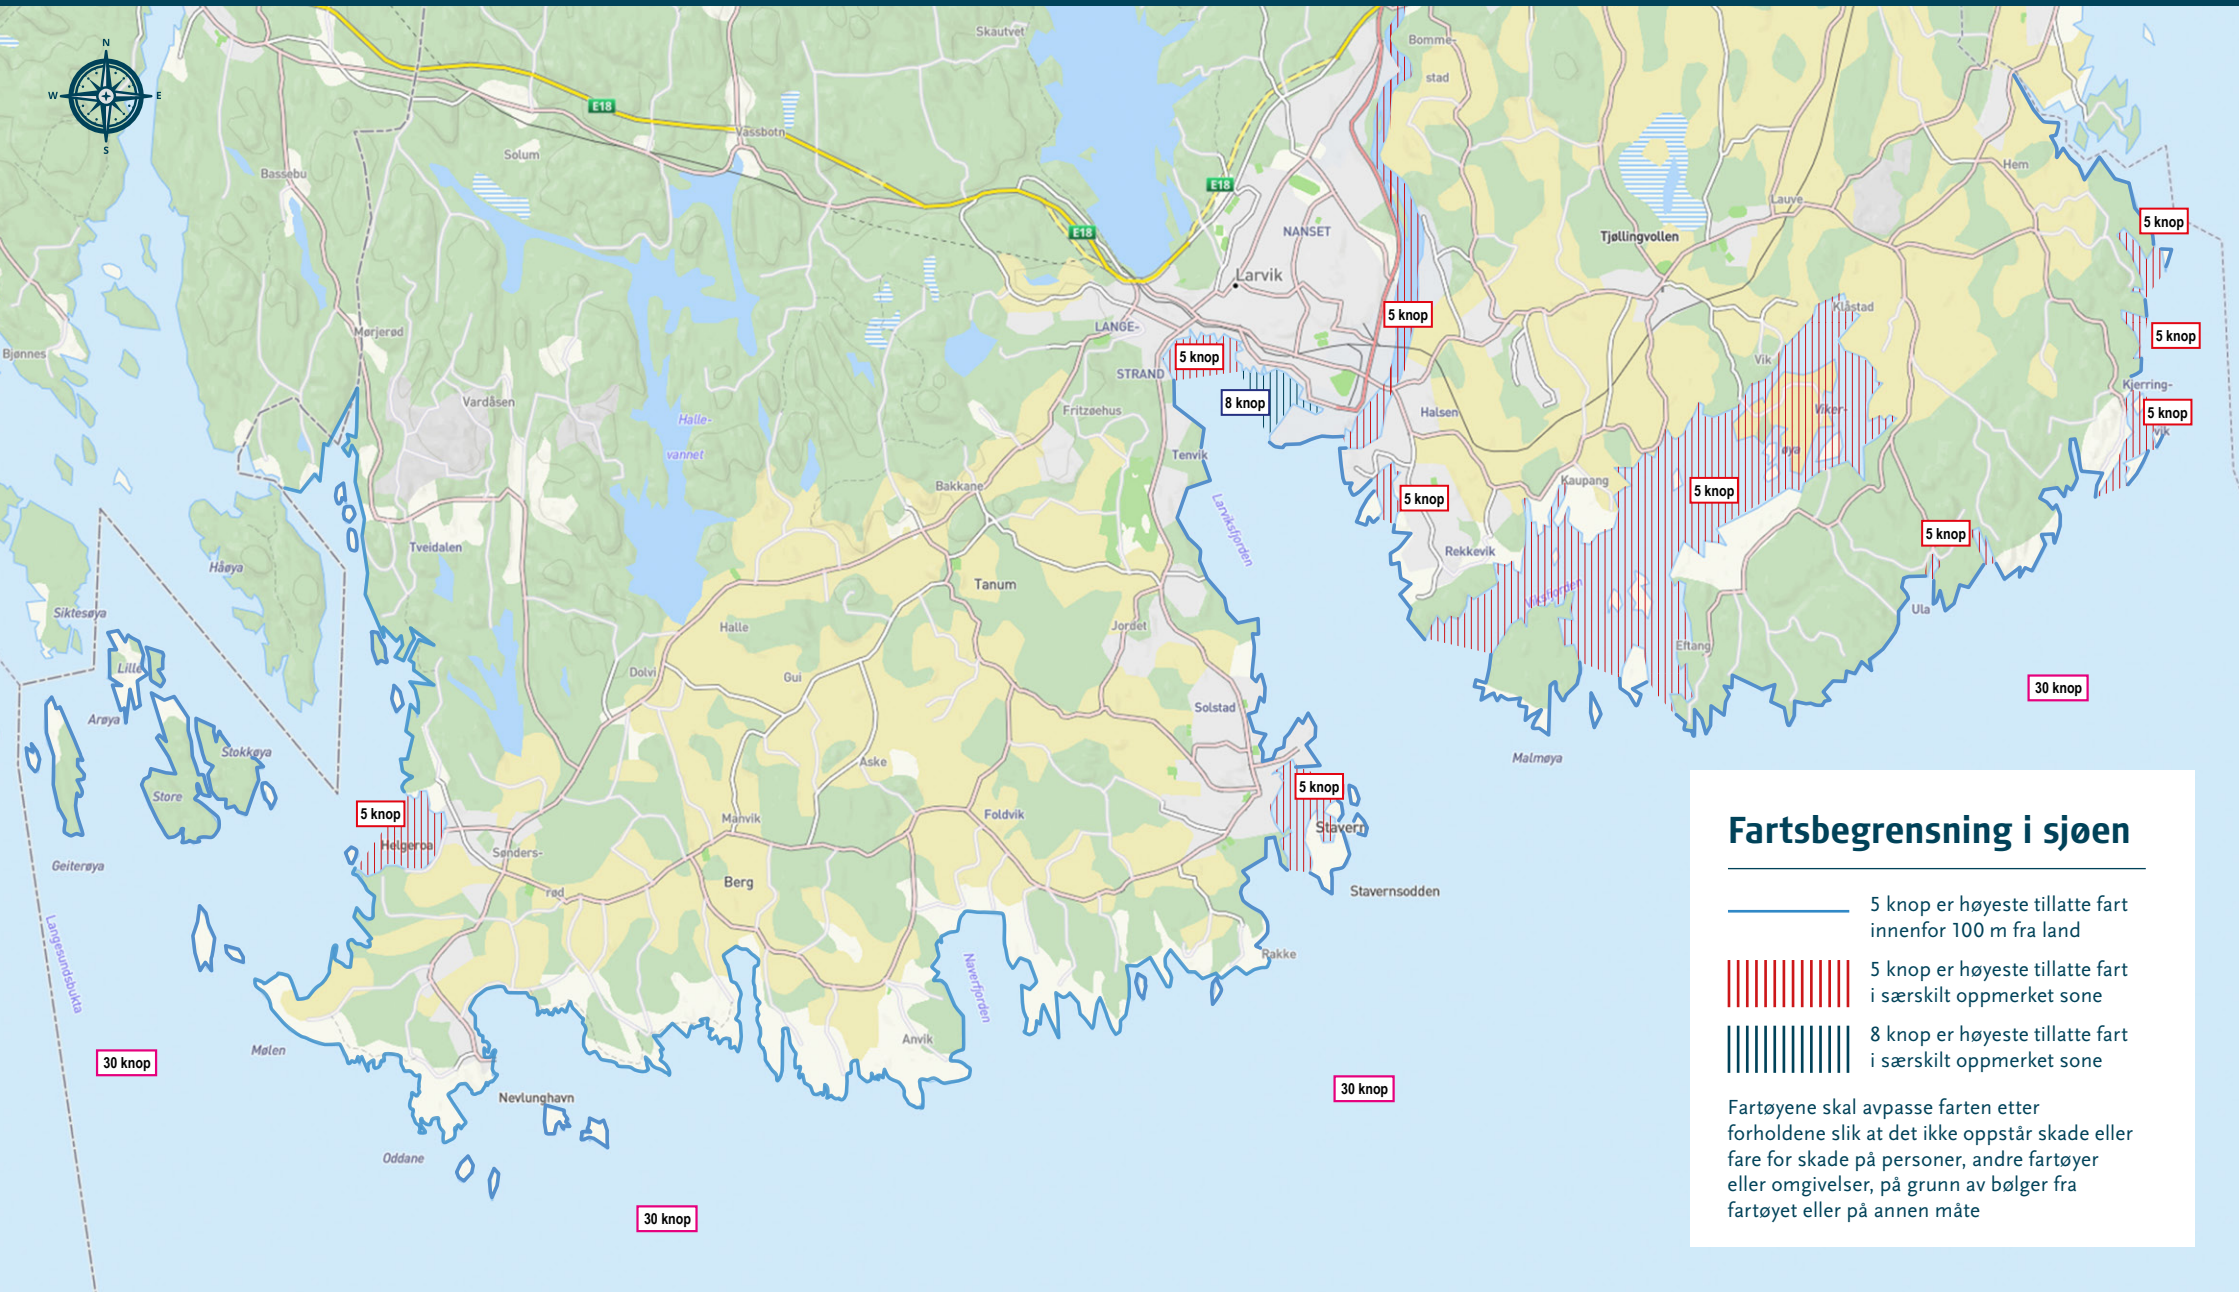 N
W
E
S
Skautvet
Bomme-
stad
E18
Vassbotn
Solum
Bassebu
Hem
E18
Lauve
5 knop
E18
NANSET
Tjøllingvollen
Larvik
Klåstad
5 knop
LANGE-
5 knop
Mørjerød
5 knop
Bjønnes
Vik
STRAND
Kjerring-
vik
8 knop
Vardåsen
Fritzøehus
Halsen
Viker-
øya
5 knop
Halle-
vannet
Tenvik
Bakkane
Kaupang
5 knop
5 knop
Larviksfjorden
5 knop
Tveidalen
Rekkevik
Håøya
Tanum
Viksfjorden
Siktesøya
Ula
Halle
Jordet
Eftang
Lille
Dolvi
Gui
30 knop
Arøya
Solstad
Stokkøya
Malmøya
Aske
Store
5 knop
5 knop
Manvik
Foldvik
Stavern
Helgeroa
Sønders-
rød
Geiterøya
Berg
Stavernsodden
Langesundsbukta
Naverfjorden
Rakke
Anvik
Mølen
30 knop
30 knop
Nevlunghavn
Oddane
30 knop
Fartsbegrensning i sjøen
5 knop er høyeste tillatte fart
innenfor 100 m fra land
5 knop er høyeste tillatte fart
i særskilt oppmerket sone
8 knop er høyeste tillatte fart
i særskilt oppmerket sone
Fartøyene skal avpasse farten etter
forholdene slik at det ikke oppstår skade eller
fare for skade på personer, andre fartøyer
eller omgivelser, på grunn av bølger fra
fartøyet eller på annen måte